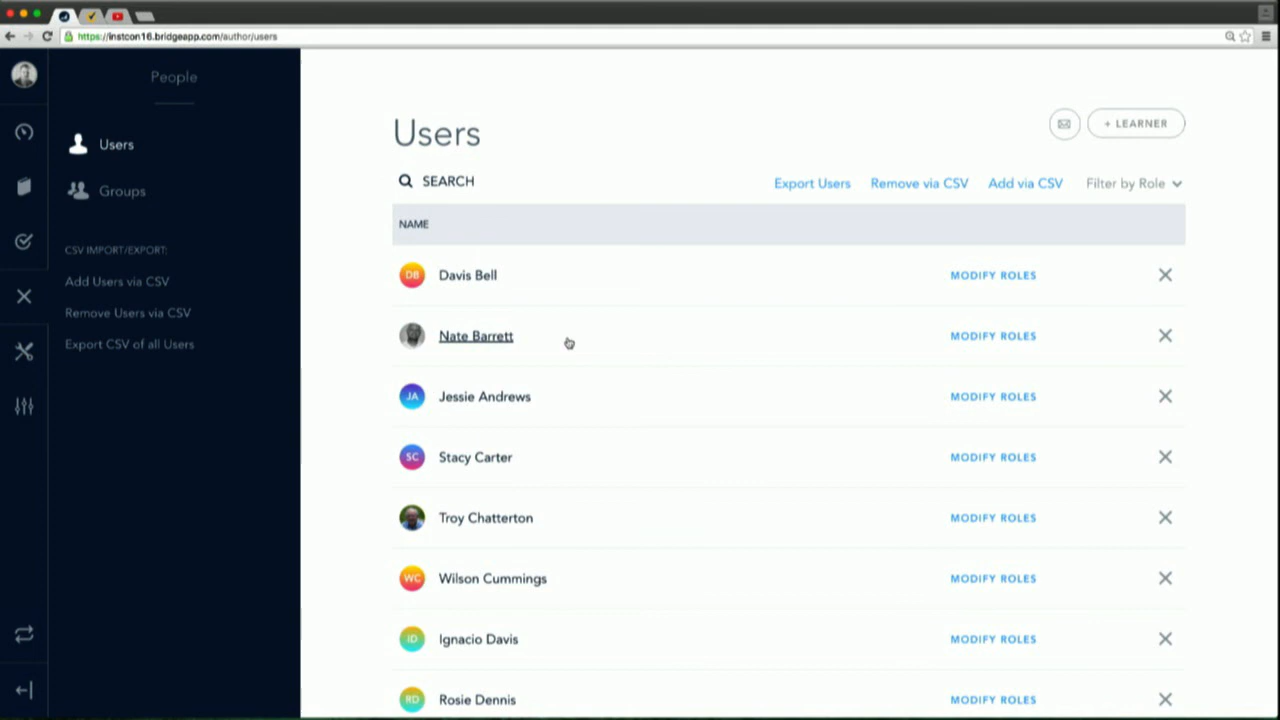 https://instcon16.bridgeapp.com/author/users
People
Users
Groups
CSV IMPORT/EXPORT:
Add Users via CSV
Remove Users via CSV
Export CSV of all Users
Users
+ LEARNER
SEARCH
Export Users Remove via CSV Add via CSV Filter by Role
NAME
DB Davis Bell MODIFY ROLES
Nate Barrett MODIFY ROLES
JA Jessie Andrews MODIFY ROLES
SC Stacy Carter MODIFY ROLES
Troy Chatterton MODIFY ROLES
WC Wilson Cummings MODIFY ROLES
ID Ignacio Davis MODIFY ROLES
RD Rosie Dennis MODIFY ROLES